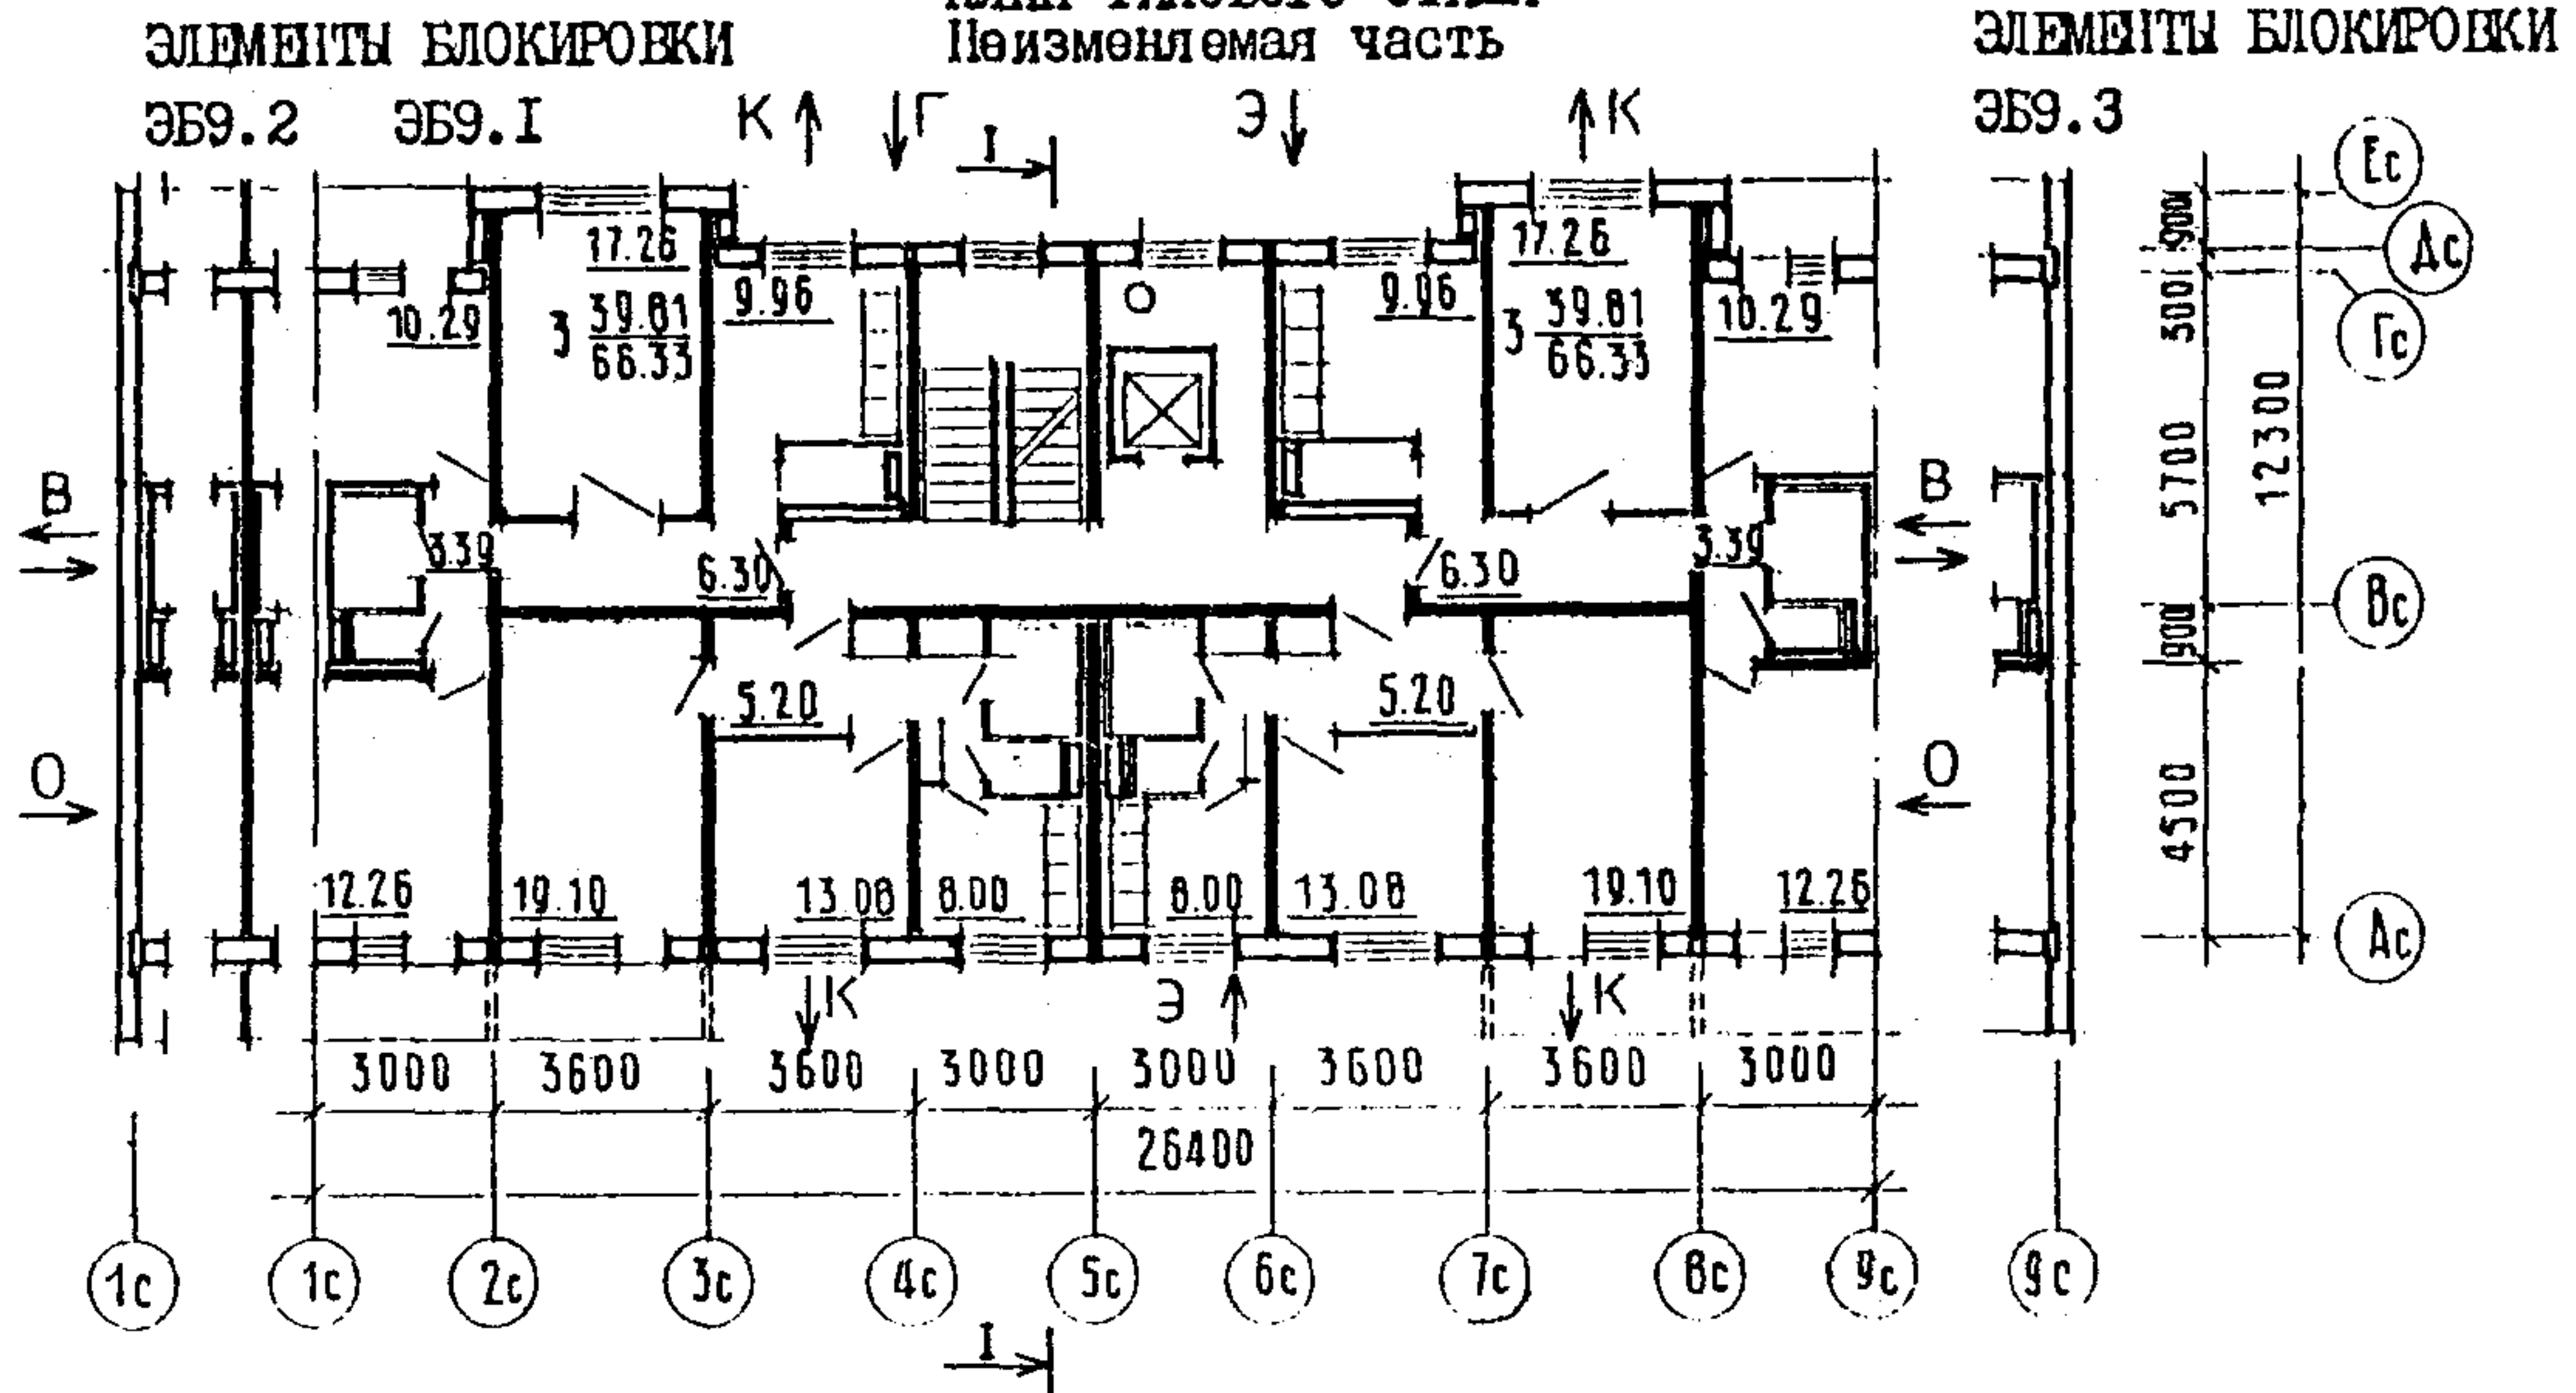 ЭЛЕМЕНТЫ БЛОКИРОВКИ
Неизменяемая часть
ЭЛЕМЕНТЫ БЛОКИРОВКИ
ЭБ9.2 ЭБ9.I
К Г I Э К
ЭБ9.3
Ес
900
Дс
300
Гс
17.26 17.26
9.96 9.96
10.29 3 39.81 3 39.81 10.29
66.33 66.33
12300
5700
В В
3.39 3.39
6.30 6.30
Вс
900
5.20 5.20
О О
4500
12.26 19.10 13.08 8.00 8.00 13.08 19.10 12.26
Ас
К Э К
3000 3600 3600 3000 3000 3600 3600 3000
26400
1с 1с 2с 3с 4с 5с 6с 7с 8с 9с 9с
I